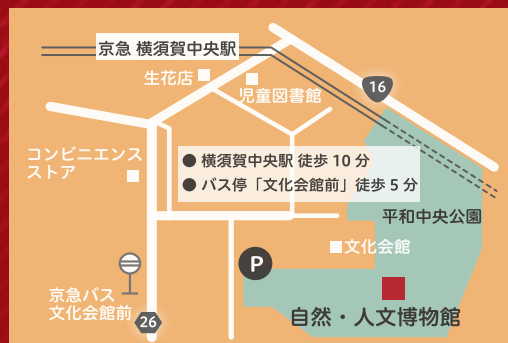 京急 横須賀中央駅
生花店
児童図書館
16
コンビニエンス
ストア
● 横須賀中央駅 徒歩 10 分
● バス停「文化会館前」徒歩 5 分
平和中央公園
文化会館
P
京急バス
文化会館前
26
自然・人文博物館